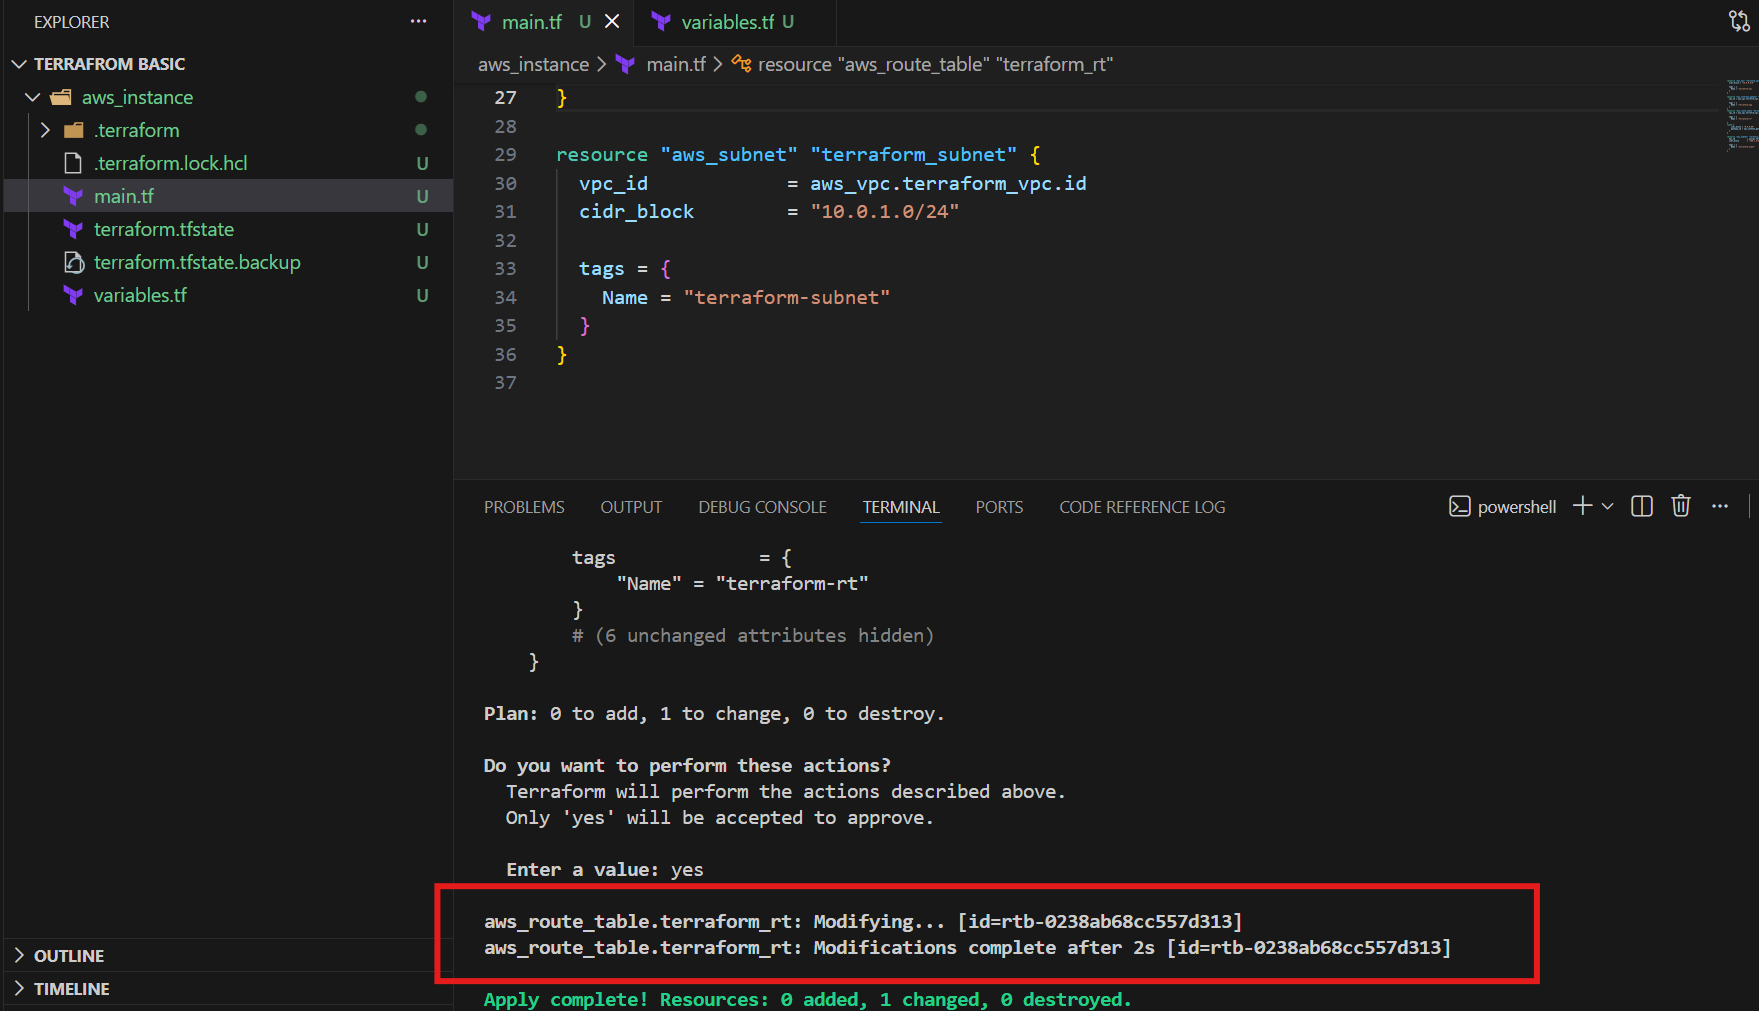 EXPLORER
TERRAFROM BASIC
aws_instance
.terraform
.terraform.lock.hcl U
main.tf U
terraform.tfstate U
terraform.tfstate.backup U
variables.tf U
OUTLINE
TIMELINE
main.tf U
variables.tf U
aws_instance > main.tf > resource "aws_route_table" "terraform_rt"
27 }
28
29 resource "aws_subnet" "terraform_subnet" {
30 vpc_id = aws_vpc.terraform_vpc.id
31 cidr_block = "10.0.1.0/24"
32
33 tags = {
34 Name = "terraform-subnet"
35 }
36 }
37
PROBLEMS OUTPUT DEBUG CONSOLE TERMINAL PORTS CODE REFERENCE LOG powershell
tags = {
"Name" = "terraform-rt"
}
# (6 unchanged attributes hidden)
}
Plan: 0 to add, 1 to change, 0 to destroy.
Do you want to perform these actions?
Terraform will perform the actions described above.
Only 'yes' will be accepted to approve.
Enter a value: yes
aws_route_table.terraform_rt: Modifying... [id=rtb-0238ab68cc557d313]
aws_route_table.terraform_rt: Modifications complete after 2s [id=rtb-0238ab68cc557d313]
Apply complete! Resources: 0 added, 1 changed, 0 destroyed.